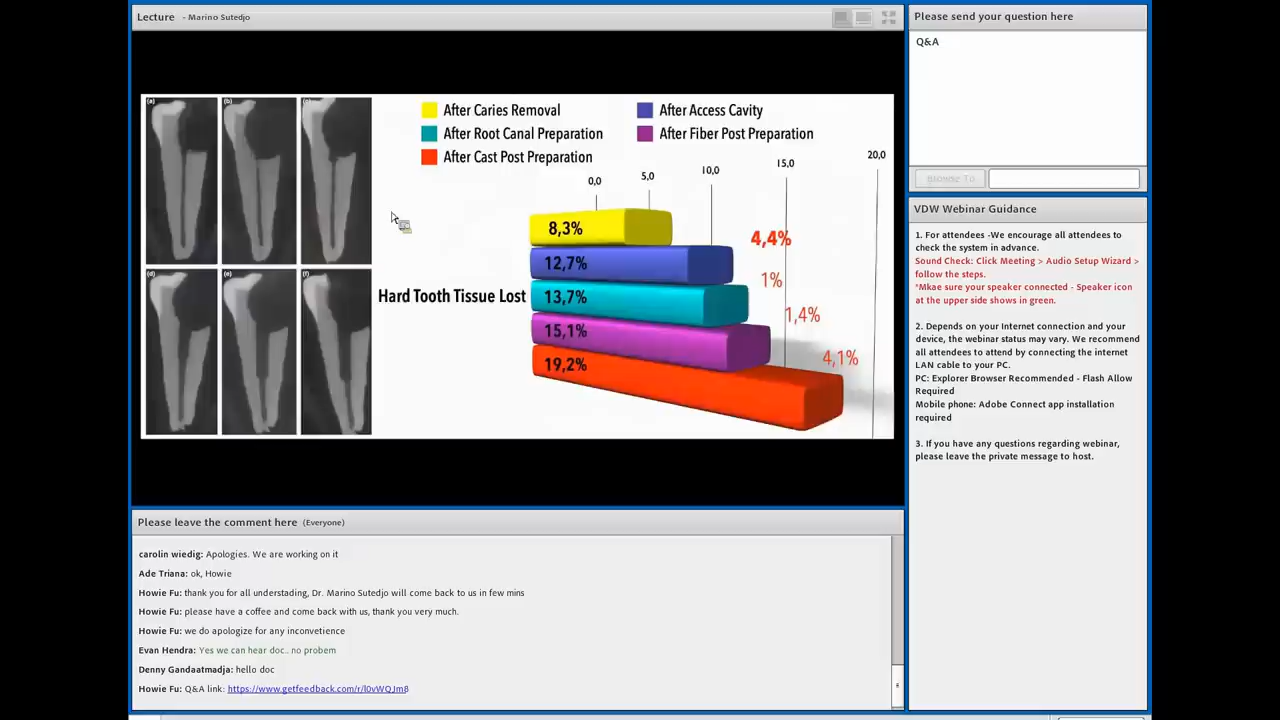 Lecture - Marino Sutedjo
(a)
(b)
(c)
(d)
(e)
(f)
After Caries Removal
After Access Cavity
After Root Canal Preparation
After Fiber Post Preparation
After Cast Post Preparation
0,0
5,0
10,0
15,0
20,0
Hard Tooth Tissue Lost
8,3%
12,7%
13,7%
15,1%
19,2%
4,4%
1%
1,4%
4,1%
Please leave the comment here (Everyone)
carolin wiedig: Apologies. We are working on it
Ade Triana: ok, Howie
Howie Fu: thank you for all understading, Dr. Marino Sutedjo will come back to us in few mins
Howie Fu: please have a coffee and come back with us, thank you very much.
Howie Fu: we do apologize for any inconvetience
Evan Hendra: Yes we can hear doc.. no probem
Denny Gandaatmadja: hello doc
Howie Fu: Q&A link: https://www.getfeedback.com/r/l0vWQJm8
Please send your question here
Q&A
Browse To
VDW Webinar Guidance
1. For attendees -We encourage all attendees to
check the system in advance.
Sound Check: Click Meeting > Audio Setup Wizard >
follow the steps.
*Mkae sure your speaker connected - Speaker icon
at the upper side shows in green.
2. Depends on your Internet connection and your
device, the webinar status may vary. We recommend
all attendees to attend by connecting the internet
LAN cable to your PC.
PC: Explorer Browser Recommended - Flash Allow
Required
Mobile phone: Adobe Connect app installation
required
3. If you have any questions regarding webinar,
please leave the private message to host.